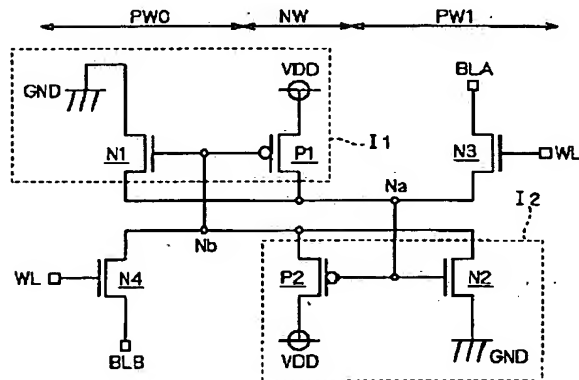 PW0 NW PW1
VDD BLA
GND
N1 P1 I1 N3 WL
Na
I2
Nb
WL N4 P2 N2
VDD GND
BLB